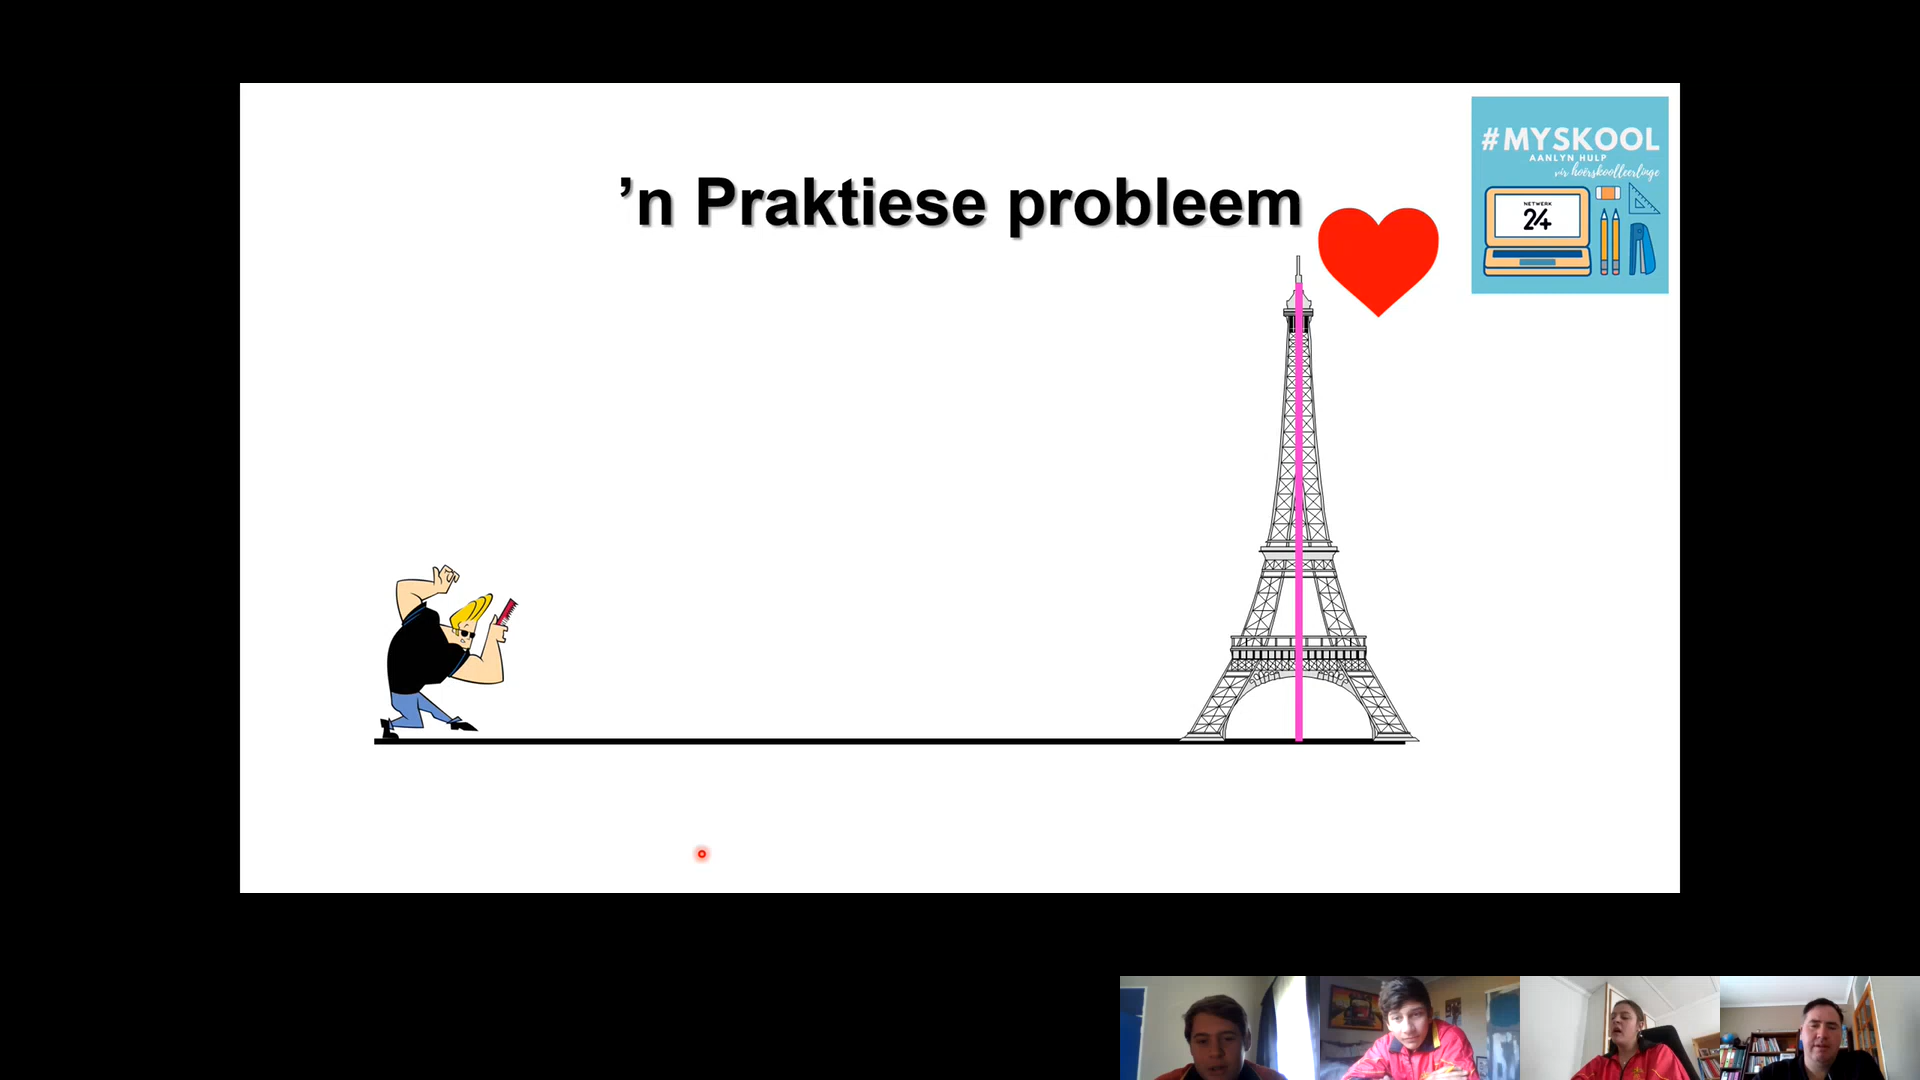 ’n Praktiese probleem
#MYSKOOL
AANLYN HULP
vir hoërskoolleerlinge
NETWERK
24